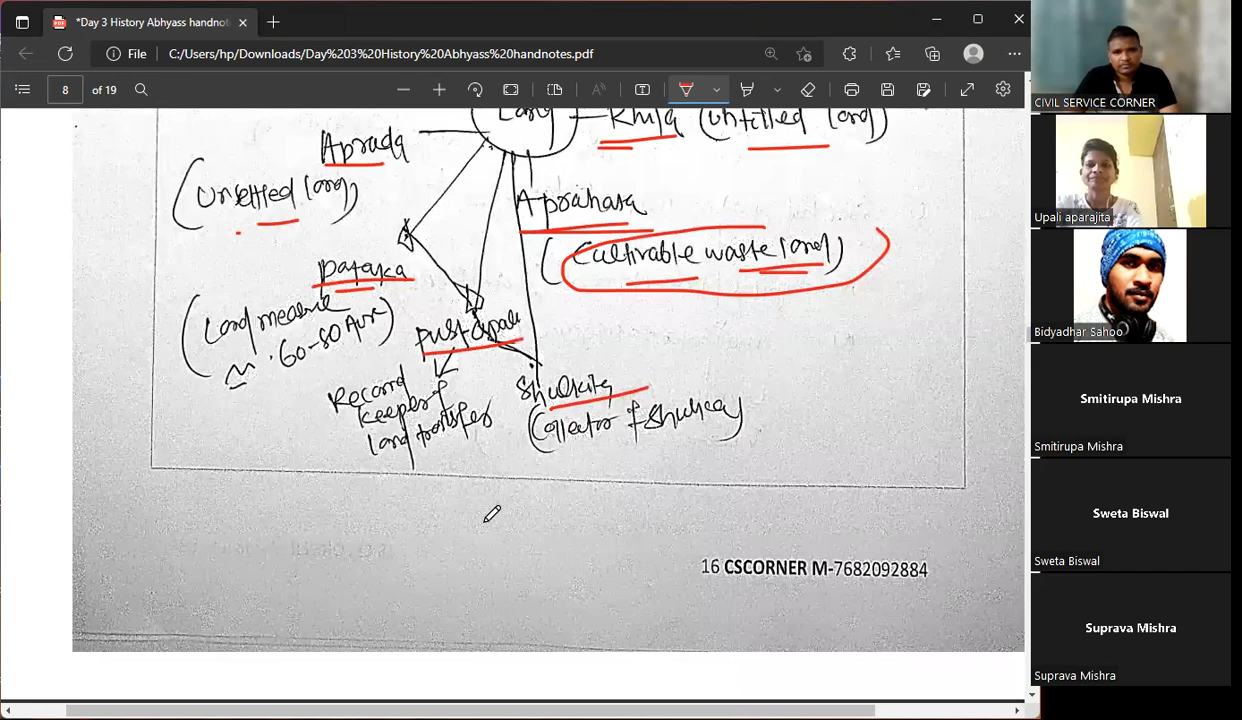 *Day 3 History Abhyass handnote
File
C:/Users/hp/Downloads/Day%203%20History%20Abhyass%20handnotes.pdf
8 of 19
Land Khila (Untilled land)
Aprada
(Unsettled land)
Aprahata
(Cultivable waste land)
pataka
(Land measure
60-80 Acre)
pustapala
Record
keeper of
land transfer
Shulkika
(Collector of
16 CSCORNER M-7682092884
CIVIL SERVICE CORNER
Upali aparajita
Bidyadhar Sahoo
Smitirupa Mishra
Smitirupa Mishra
Sweta Biswal
Sweta Biswal
Suprava Mishra
Suprava Mishra